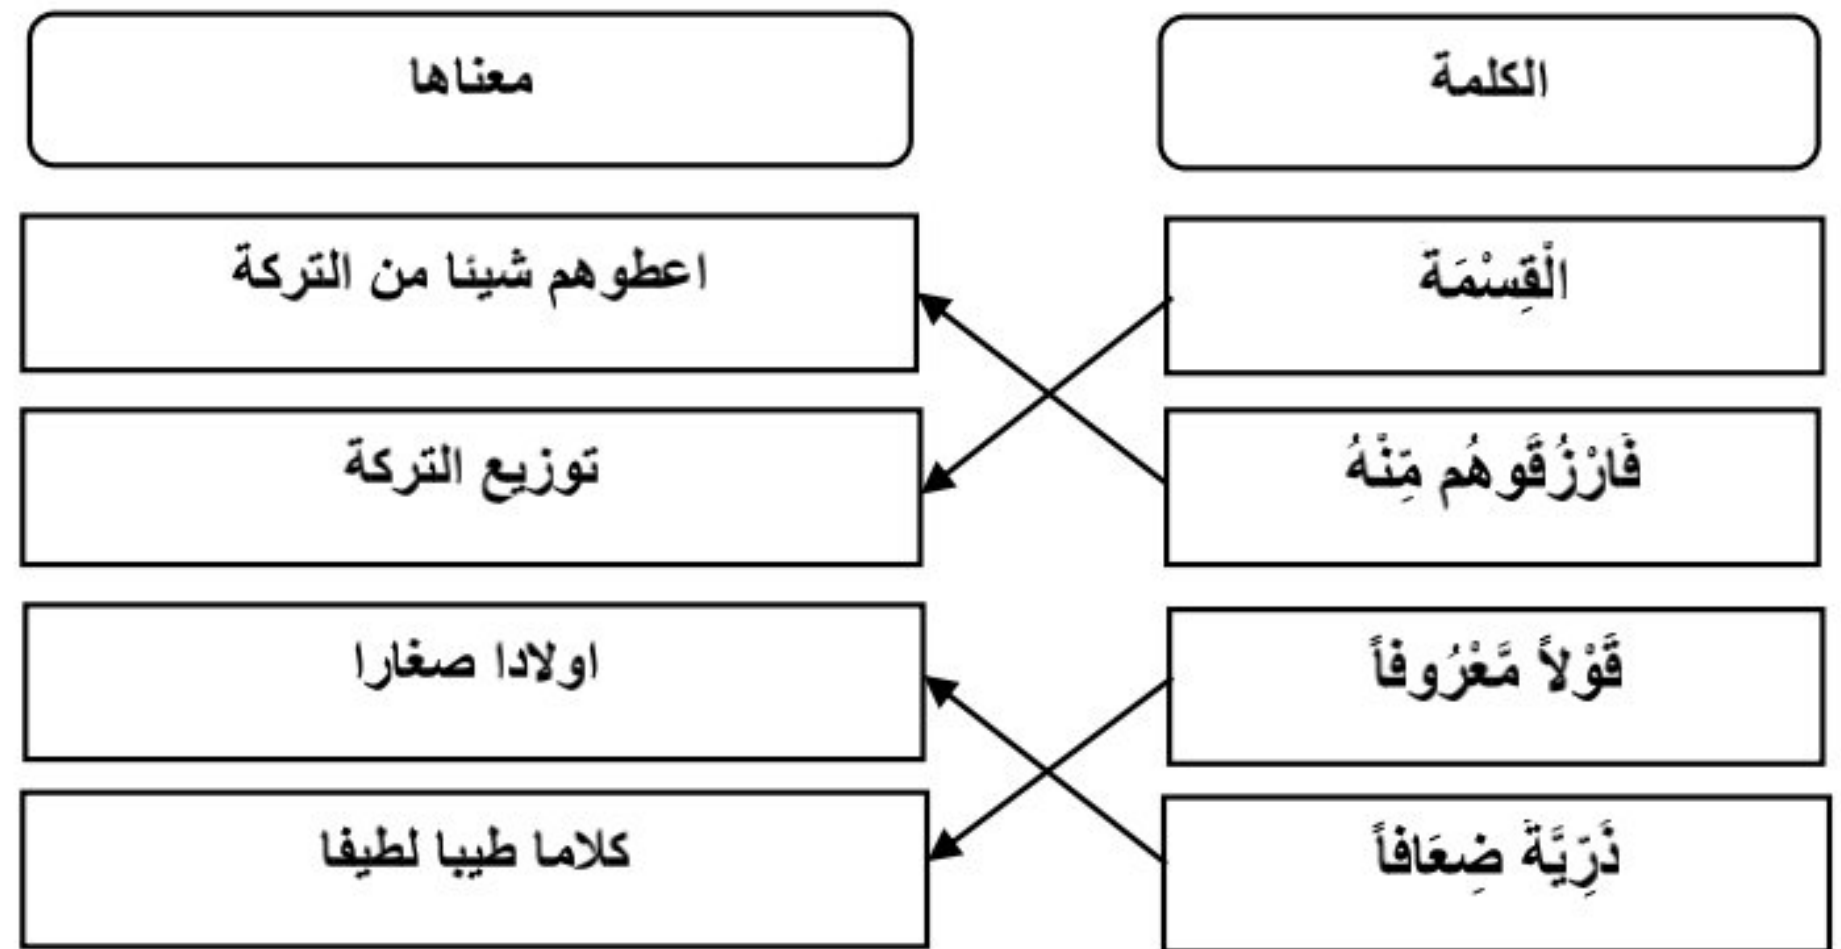 الكلمة
معناها
الْقِسْمَةَ
اعطوهم شيئا من التركة
فَارْزُقُوهُم مِّنْهُ
توزيع التركة
قَوْلاً مَّعْرُوفاً
اولادا صغارا
ذُرِّيَّةً ضِعَافاً
كلاما طيبا لطيفا